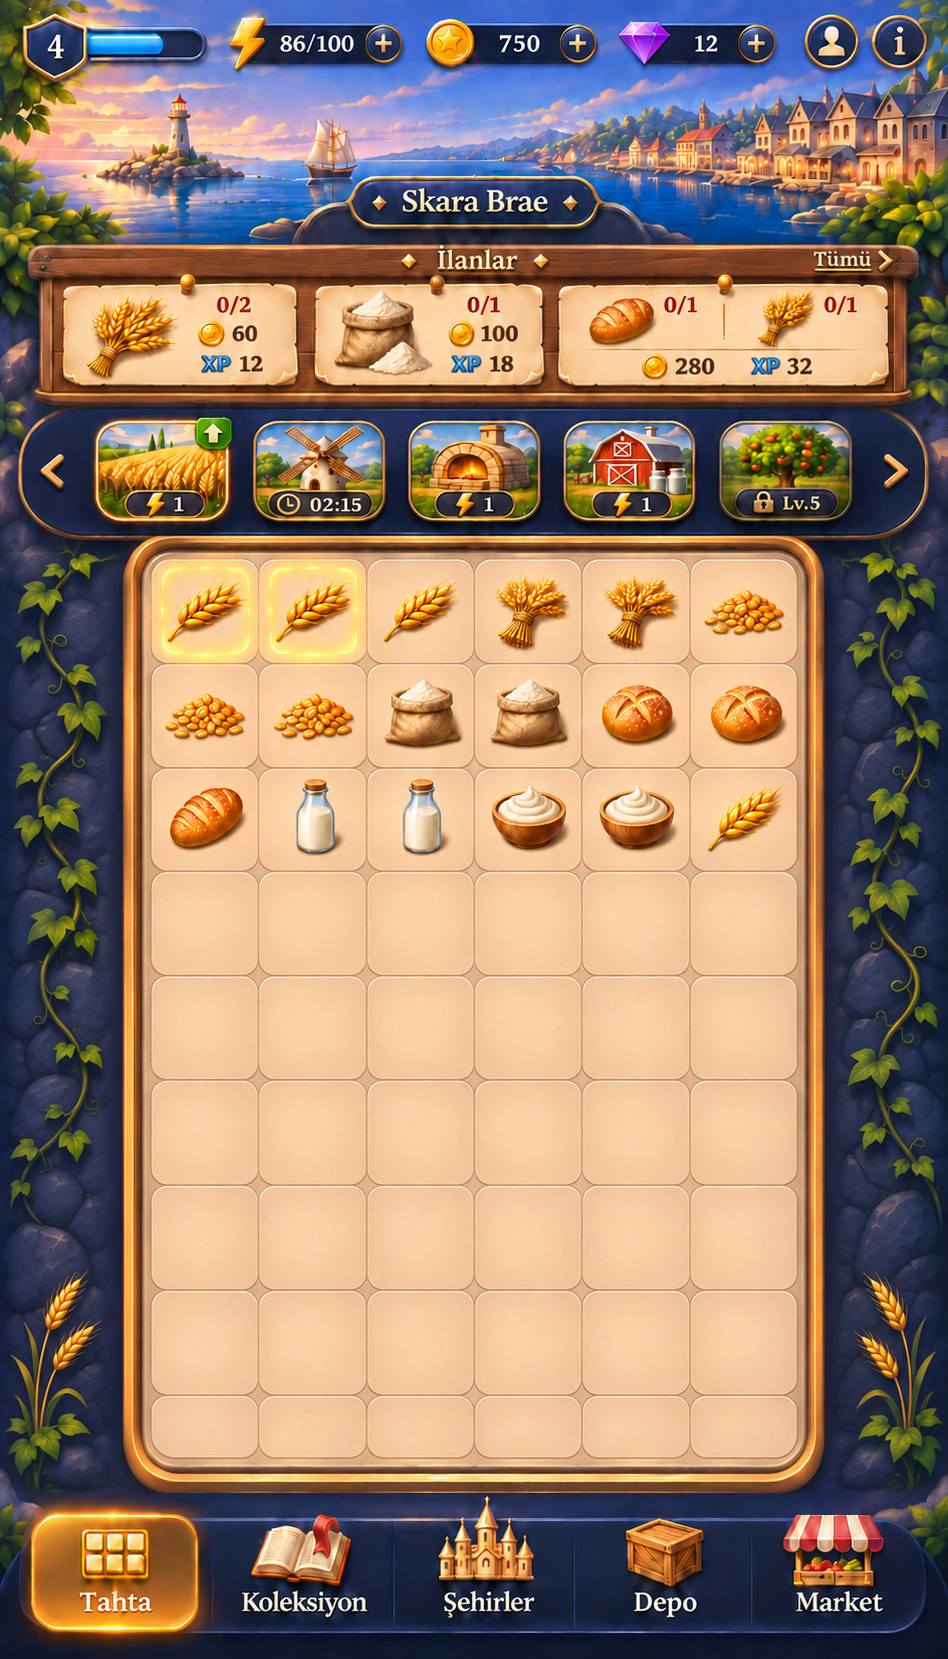 4
86/100 +
750 +
12 +
i
Skara Brae
İlanlar
Tümü
0/2
60
XP 12
0/1
100
XP 18
0/1
0/1
280
XP 32
1
02:15
1
1
Lv.5
Tahta
Koleksiyon
Şehirler
Depo
Market